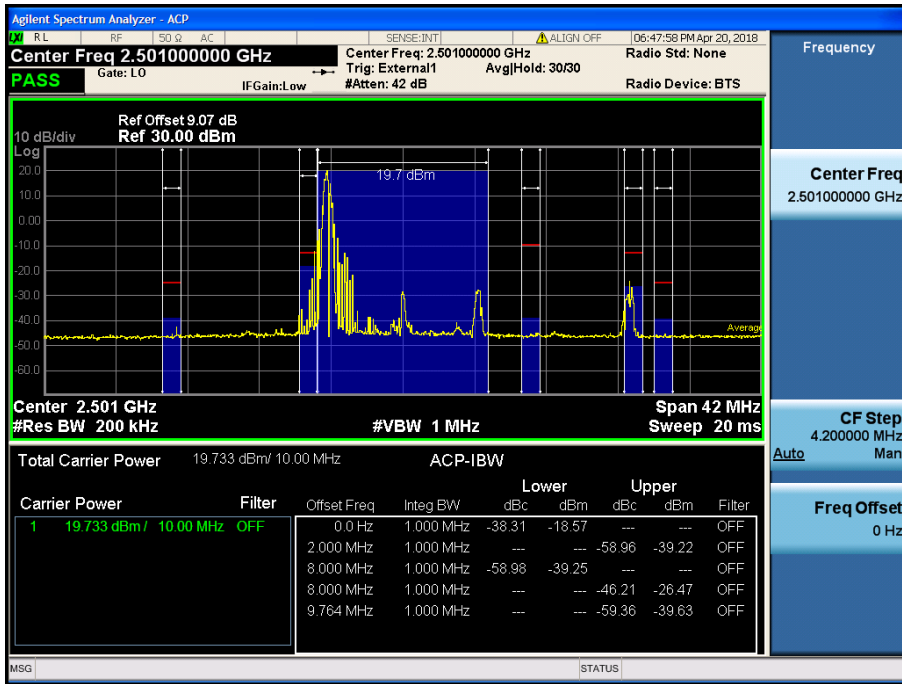 Agilent Spectrum Analyzer - ACP
LXI RL RF 50 Ω AC SENSE:INT ALIGN OFF 06:47:58 PM Apr 20, 2018
Center Freq 2.501000000 GHz Center Freq: 2.501000000 GHz Radio Std: None
Gate: LO Trig: External1 Avg|Hold: 30/30
PASS IFGain:Low #Atten: 42 dB Radio Device: BTS
Frequency
Ref Offset 9.07 dB
10 dB/div Ref 30.00 dBm
Log
20.0
10.0
0.00
-10.0
-20.0
-30.0
-40.0
-50.0
-60.0
19.7 dBm
Average
Center 2.501 GHz Span 42 MHz
#Res BW 200 kHz #VBW 1 MHz Sweep 20 ms
Total Carrier Power 19.733 dBm/ 10.00 MHz ACP-IBW
Lower Upper
Carrier Power Filter Offset Freq Integ BW dBc dBm dBc dBm Filter
1 19.733 dBm / 10.00 MHz OFF 0.0 Hz 1.000 MHz -38.31 -18.57 --- --- OFF
2.000 MHz 1.000 MHz --- --- -58.96 -39.22 OFF
8.000 MHz 1.000 MHz -58.98 -39.25 --- --- OFF
8.000 MHz 1.000 MHz --- --- -46.21 -26.47 OFF
9.764 MHz 1.000 MHz --- --- -59.36 -39.63 OFF
Center Freq
2.501000000 GHz
CF Step
4.200000 MHz
Auto Man
Freq Offset
0 Hz
MSG STATUS